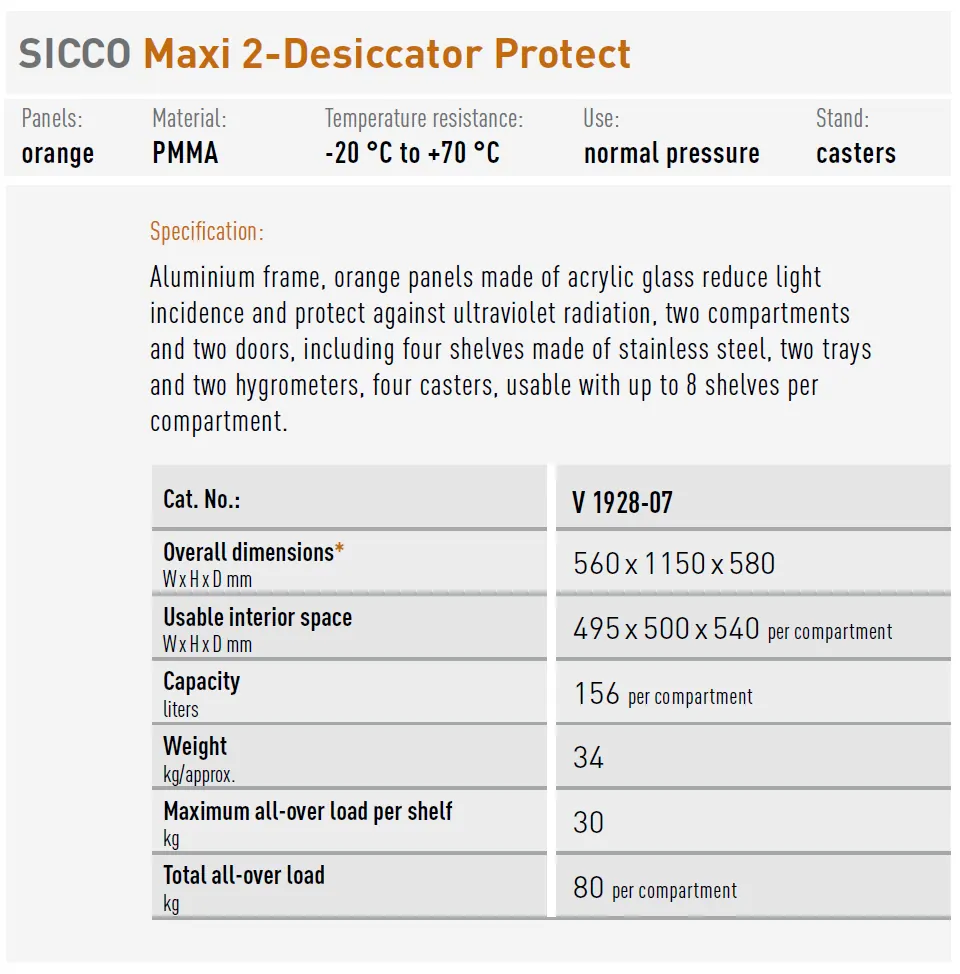 SICCO Maxi 2-Desiccator Protect
Panels: Material: Temperature resistance: Use: Stand:
orange PMMA -20 °C to +70 °C normal pressure casters
Specification:
Aluminium frame, orange panels made of acrylic glass reduce light
incidence and protect against ultraviolet radiation, two compartments
and two doors, including four shelves made of stainless steel, two trays
and two hygrometers, four casters, usable with up to 8 shelves per
compartment.
Cat. No.: V 1928-07
Overall dimensions*
W x H x D mm
560 x 1150 x 580
Usable interior space
W x H x D mm
495 x 500 x 540 per compartment
Capacity
liters
156 per compartment
Weight
kg/approx.
34
Maximum all-over load per shelf
kg
30
Total all-over load
kg
80 per compartment